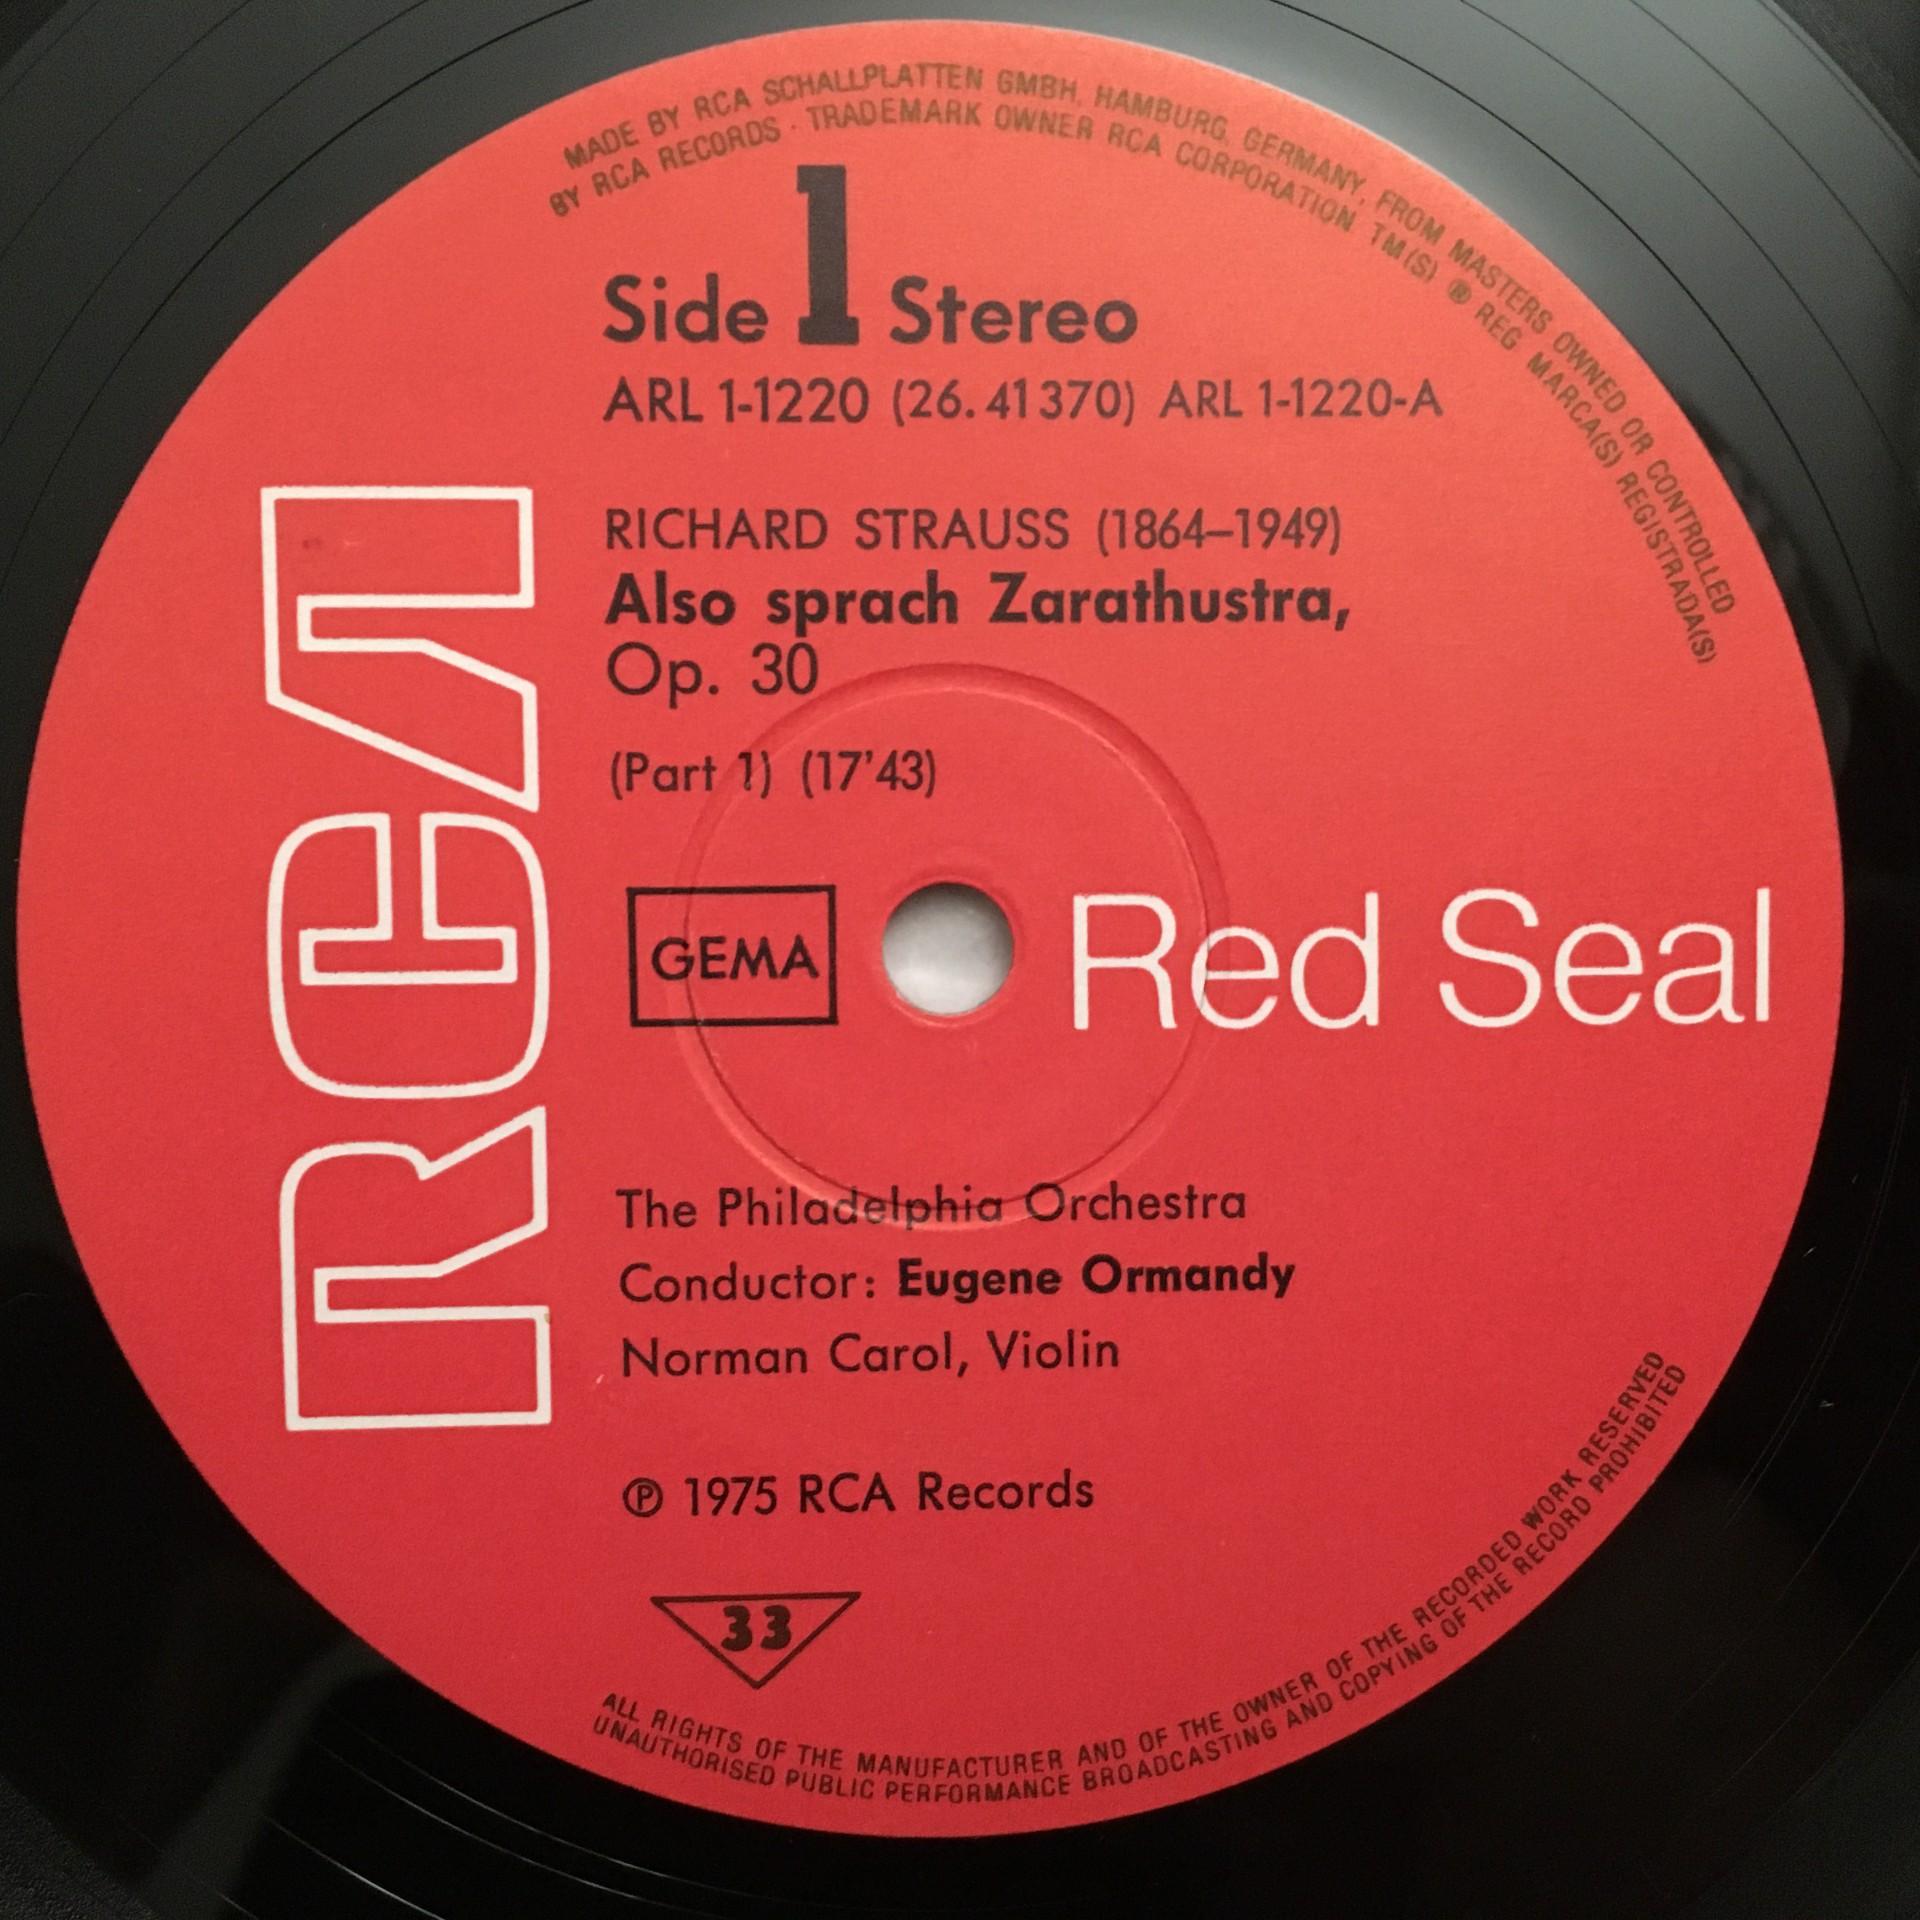 MADE BY RCA SCHALLPLATTEN GMBH, HAMBURG, GERMANY, FROM MASTERS OWNED OR CONTROLLED
BY RCA RECORDS · TRADEMARK OWNER RCA CORPORATION TM(S) ® REG MARCA(S) REGISTRADA(S)
Side 1 Stereo
ARL 1-1220 (26.41370) ARL 1-1220-A
RICHARD STRAUSS (1864–1949)
Also sprach Zarathustra,
Op. 30
(Part 1) (17'43)
RCA
GEMA
Red Seal
The Philadelphia Orchestra
Conductor: Eugene Ormandy
Norman Carol, Violin
℗ 1975 RCA Records
33
ALL RIGHTS OF THE MANUFACTURER AND OF THE OWNER OF THE RECORDED WORK RESERVED
UNAUTHORISED PUBLIC PERFORMANCE BROADCASTING AND COPYING OF THE RECORD PROHIBITED